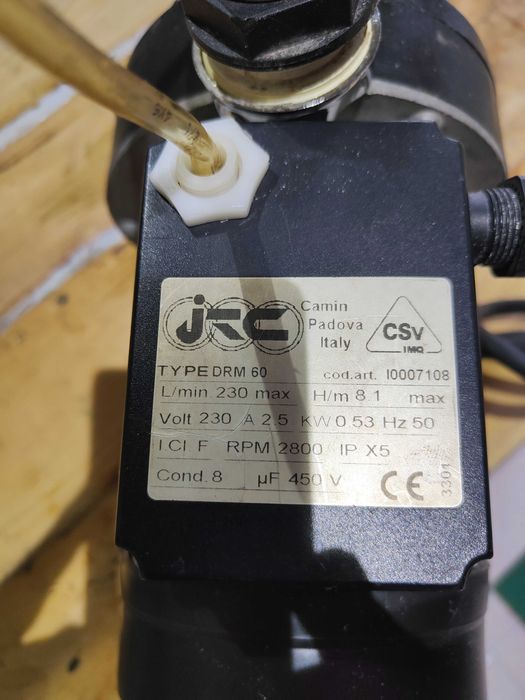 jRC
Camin
Padova
Italy
CSv
IMQ
TYPE DRM 60 cod.art. I0007108
L/min. 230 max H/m 8.1 max
Volt 230 A 2.5 KW 0.53 Hz 50
I.Cl. F RPM 2800 IP X5
Cond. 8 µF 450 V CE
3301